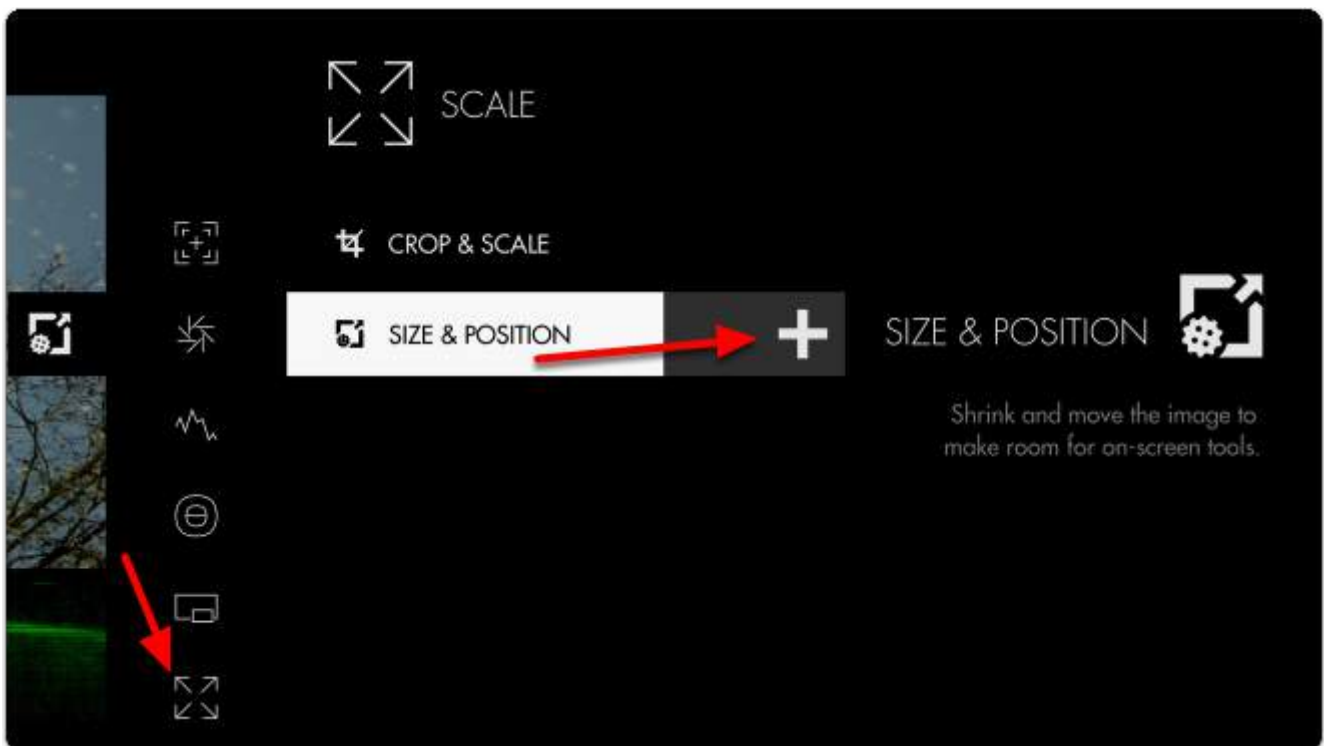 SCALE
CROP & SCALE
SIZE & POSITION
SIZE & POSITION
Shrink and move the image to
make room for on-screen tools.